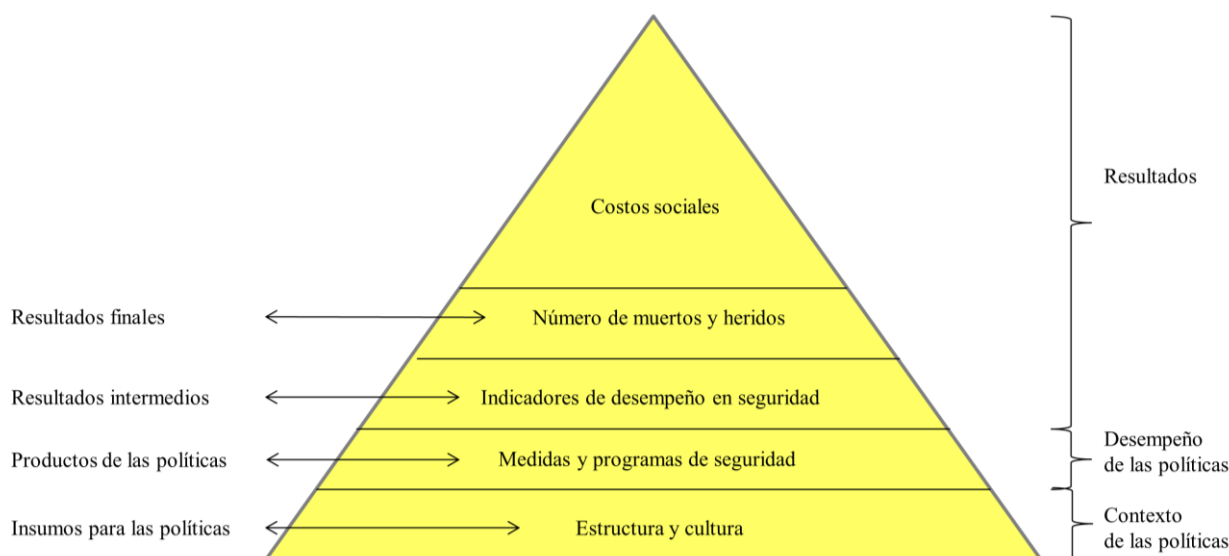 Resultados
Costos sociales
Resultados finales
Número de muertos y heridos
Resultados intermedios
Indicadores de desempeño en seguridad
Desempeño
de las políticas
Productos de las políticas
Medidas y programas de seguridad
Insumos para las políticas
Estructura y cultura
Contexto
de las políticas